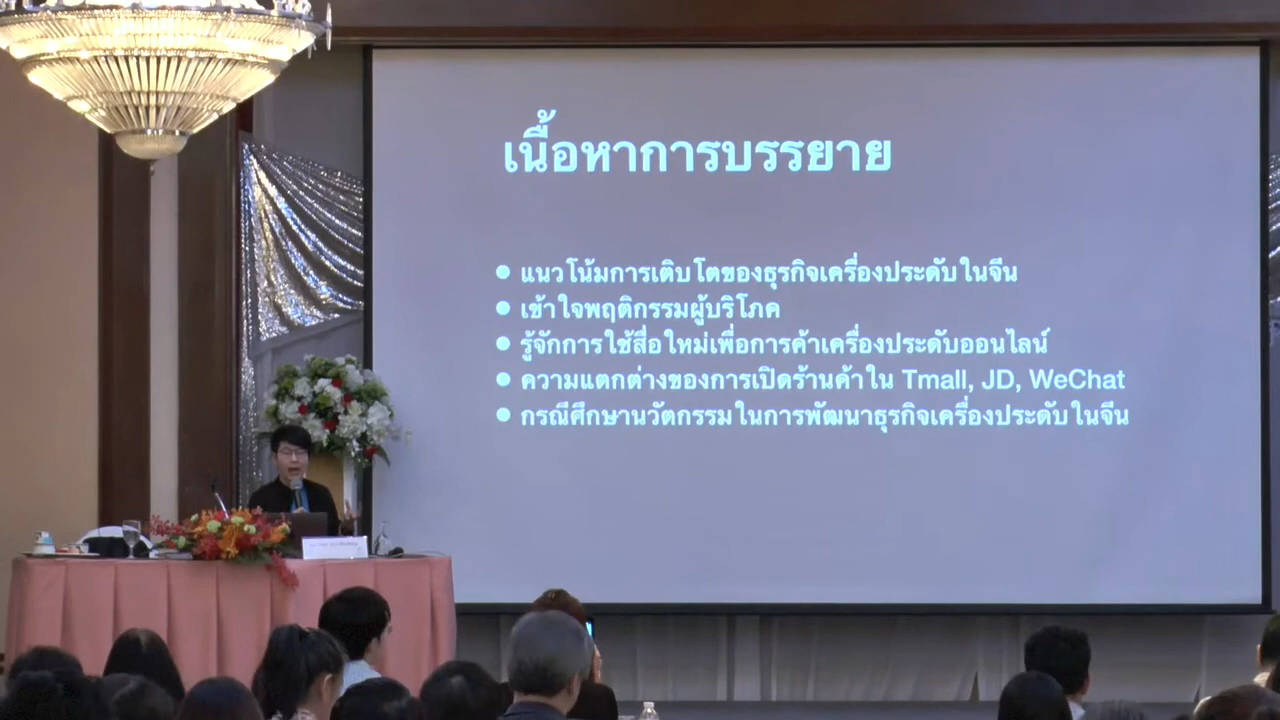 เนื้อหาการบรรยาย
แนวโน้มการเติบโตของธุรกิจเครื่องประดับในจีน
เข้าใจพฤติกรรมผู้บริโภค
รู้จักการใช้สื่อใหม่เพื่อการค้าเครื่องประดับออนไลน์
ความแตกต่างของการเปิดร้านค้าใน Tmall, JD, WeChat
กรณีศึกษานวัตกรรมในการพัฒนาธุรกิจเครื่องประดับในจีน